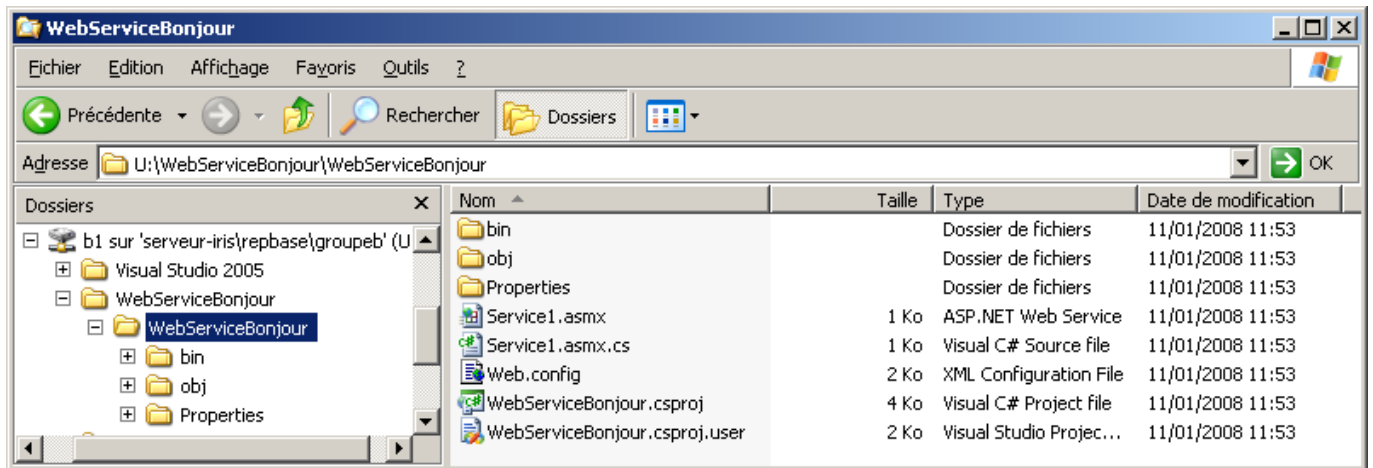 WebServiceBonjour
Fichier Edition Affichage Favoris Outils ?
Précédente Rechercher Dossiers
Adresse U:\WebServiceBonjour\WebServiceBonjour OK
Dossiers
b1 sur 'serveur-iris\repbase\groupeb' (U
Visual Studio 2005
WebServiceBonjour
WebServiceBonjour
bin
obj
Properties
Nom Taille Type Date de modification
bin Dossier de fichiers 11/01/2008 11:53
obj Dossier de fichiers 11/01/2008 11:53
Properties Dossier de fichiers 11/01/2008 11:53
Service1.asmx 1 Ko ASP.NET Web Service 11/01/2008 11:53
Service1.asmx.cs 1 Ko Visual C# Source file 11/01/2008 11:53
Web.config 2 Ko XML Configuration File 11/01/2008 11:53
WebServiceBonjour.csproj 4 Ko Visual C# Project file 11/01/2008 11:53
WebServiceBonjour.csproj.user 2 Ko Visual Studio Projec... 11/01/2008 11:53